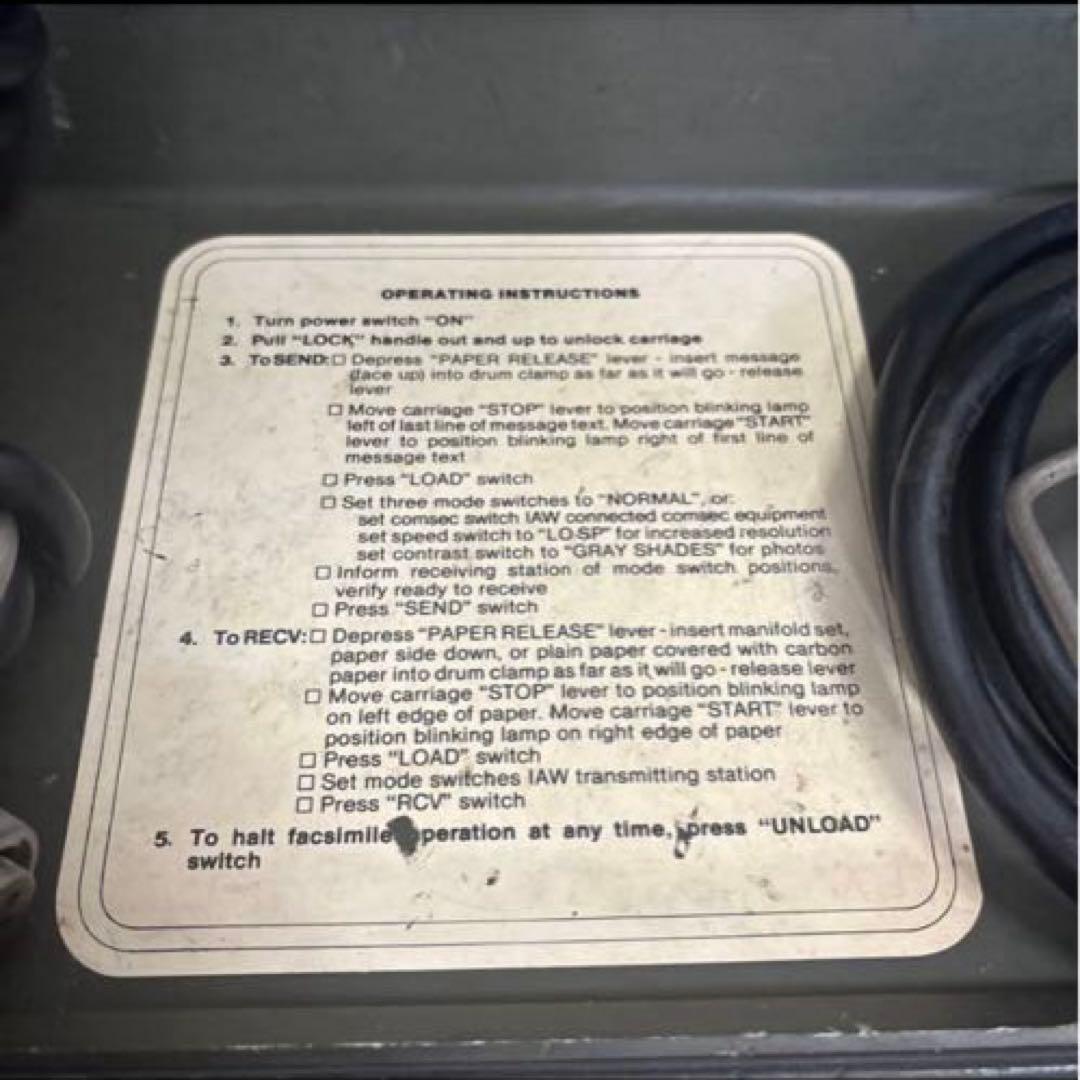 OPERATING INSTRUCTIONS
1. Turn power switch "ON"
2. Pull "LOCK" handle out and up to unlock carriage
3. To SEND: □ Depress "PAPER RELEASE" lever - insert message
(face up) into drum clamp as far as it will go - release
lever
□ Move carriage "STOP" lever to position blinking lamp
left of last line of message text. Move carriage "START"
lever to position blinking lamp right of first line of
message text
□ Press "LOAD" switch
□ Set three mode switches to "NORMAL", or:
set comsec switch IAW connected comsec equipment
set speed switch to "LO SP" for increased resolution
set contrast switch to "GRAY SHADES" for photos
□ Inform receiving station of mode switch positions,
verify ready to receive
□ Press "SEND" switch
4. To RECV: □ Depress "PAPER RELEASE" lever - insert manifold set,
paper side down, or plain paper covered with carbon
paper into drum clamp as far as it will go - release lever
□ Move carriage "STOP" lever to position blinking lamp
on left edge of paper. Move carriage "START" lever to
position blinking lamp on right edge of paper
□ Press "LOAD" switch
□ Set mode switches IAW transmitting station
□ Press "RCV" switch
5. To halt facsimile operation at any time, press "UNLOAD"
switch